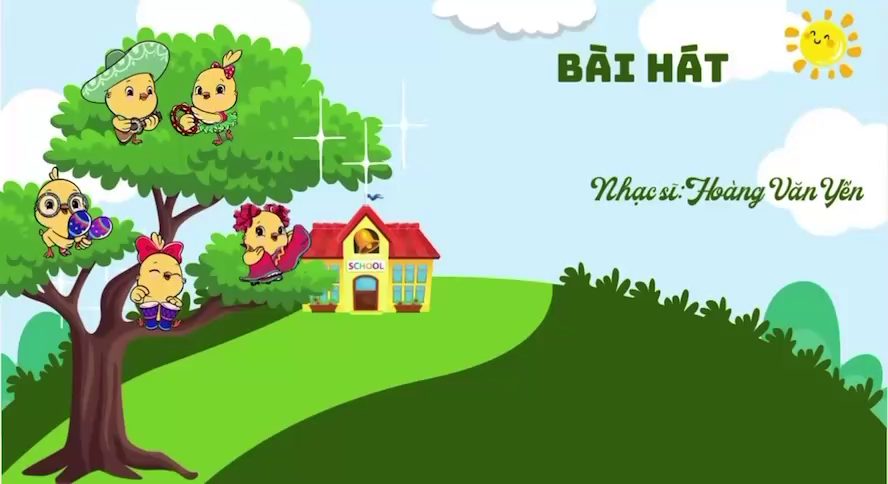 BÀI HÁT
Nhạc sĩ: Hoàng Văn Yến
SCHOOL